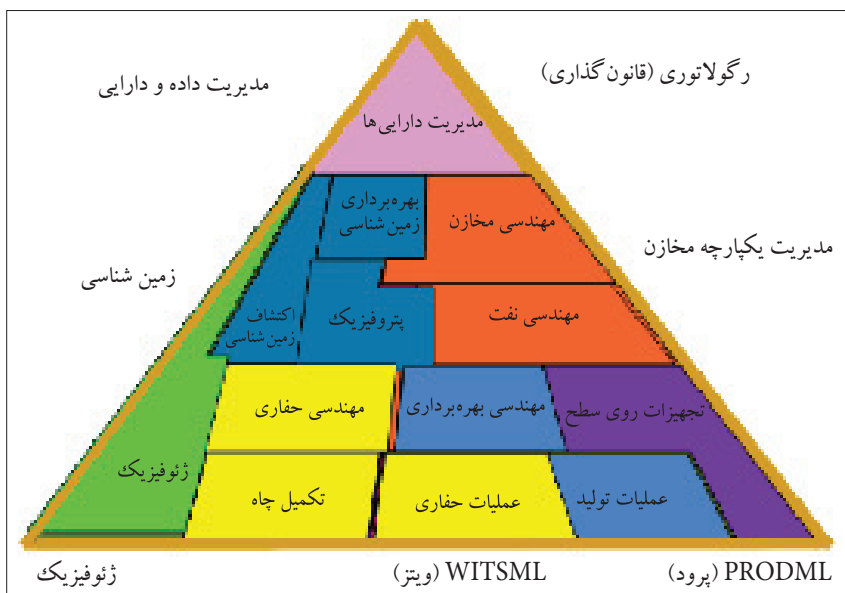 رگولاتوری (قانون‌گذاری)
مدیریت داده و دارایی
مدیریت دارایی‌ها
بهره‌برداری
زمین شناسی
مهندسی مخازن
مدیریت یکپارچه مخازن
زمین شناسی
اکتشاف
زمین‌شناسی
پتروفیزیک
مهندسی نفت
مهندسی حفاری
مهندسی بهره‌برداری
تجهیزات روی سطح
ژئوفیزیک
تکمیل چاه
عملیات حفاری
عملیات تولید
PRODML (پرود)
WITSML (ویتز)
ژئوفیزیک